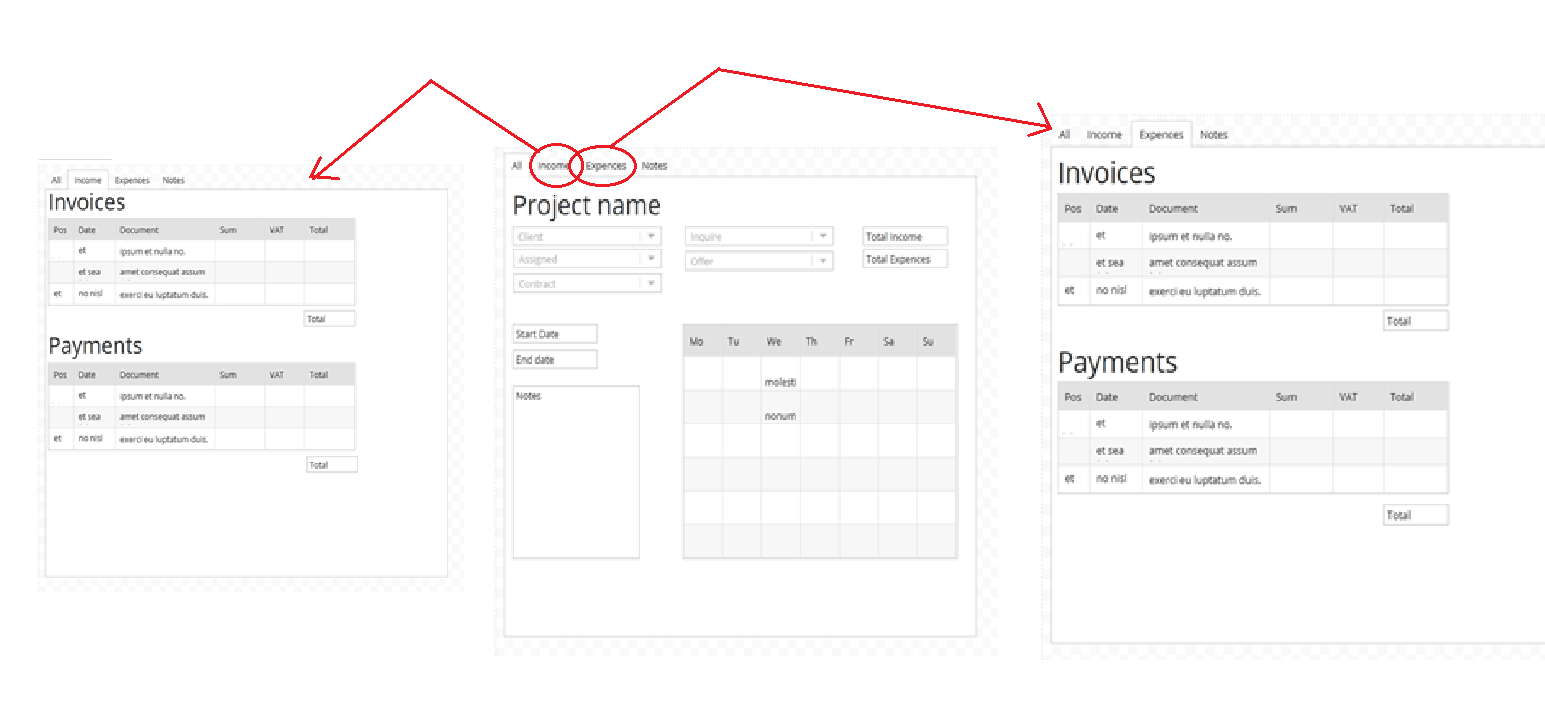 All Income Expences Notes
Invoices
Pos Date Document Sum VAT Total
et ipsum et nulla no.
et sea amet consequat assum
et no nisl exerci eu luptatum duis.
Total
Payments
Pos Date Document Sum VAT Total
et ipsum et nulla no.
et sea amet consequat assum
et no nisl exerci eu luptatum duis.
Total
All Income Expences Notes
Project name
Client Inquire Total Income
Assigned Offer Total Expences
Contract
Start Date
End date
Notes
Mo Tu We Th Fr Sa Su
molesti
nonum
All Income Expences Notes
Invoices
Pos Date Document Sum VAT Total
et ipsum et nulla no.
et sea amet consequat assum
et no nisl exerci eu luptatum duis.
Total
Payments
Pos Date Document Sum VAT Total
et ipsum et nulla no.
et sea amet consequat assum
et no nisl exerci eu luptatum duis.
Total